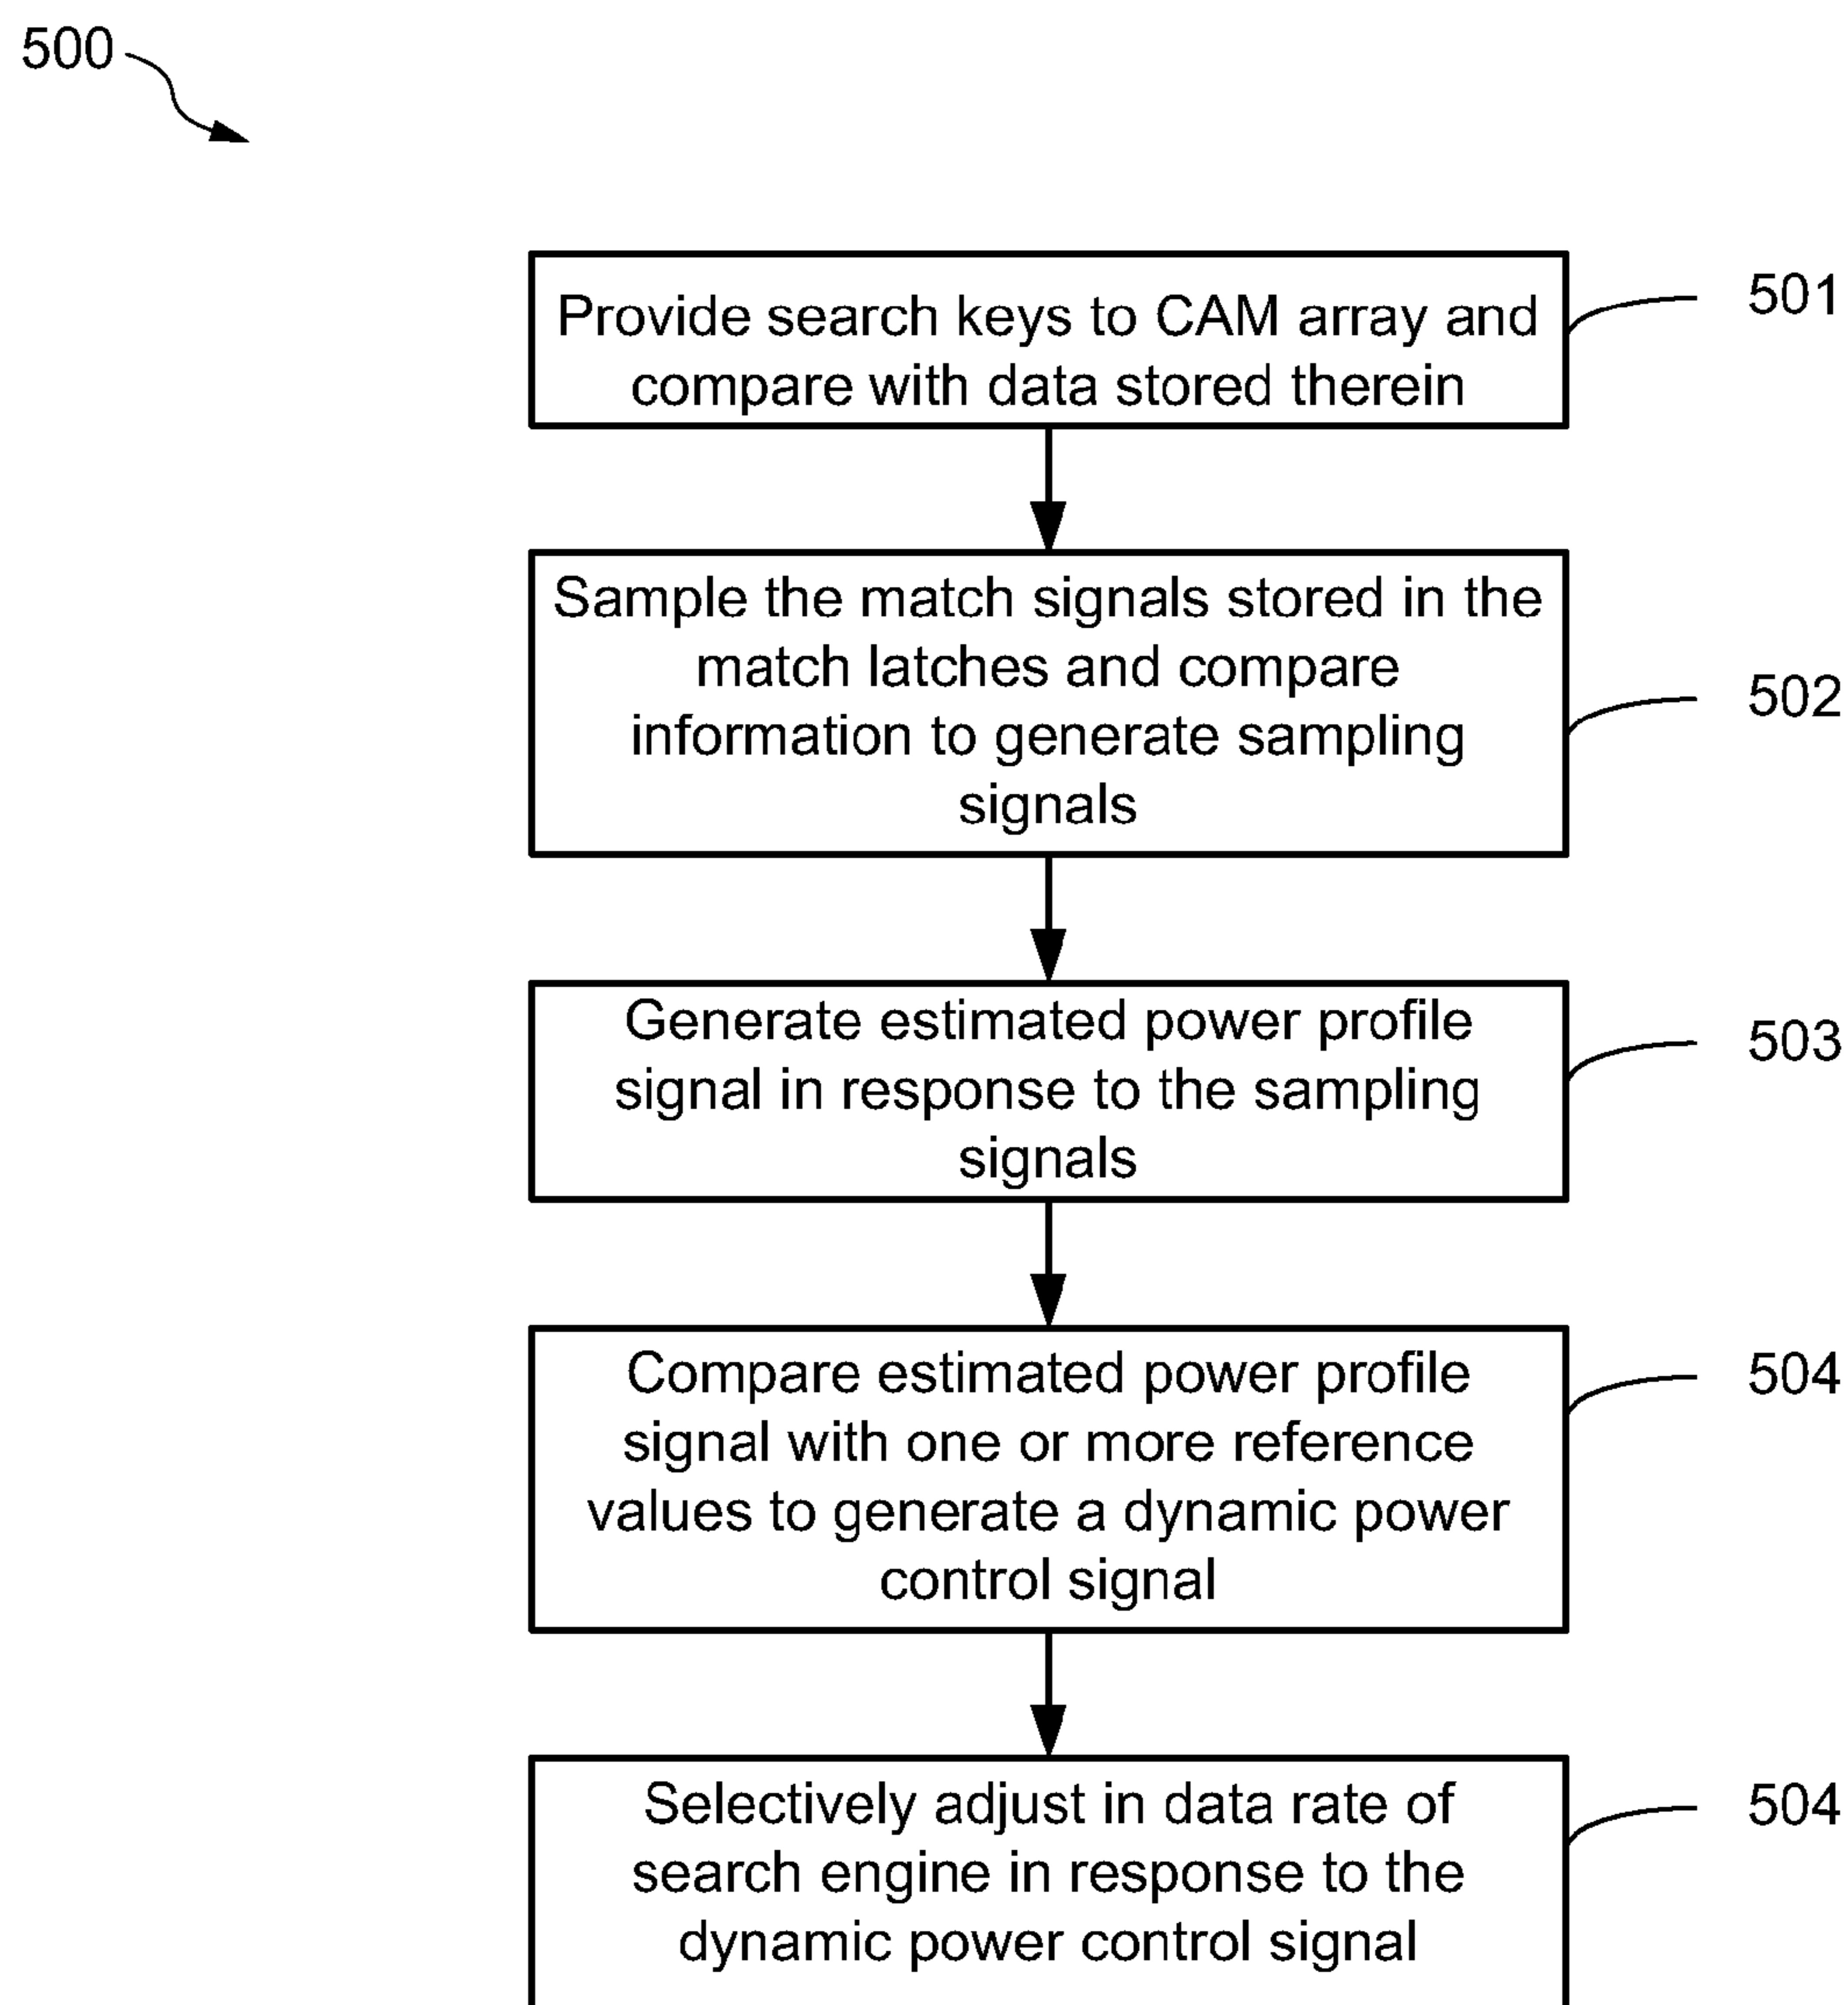 500
Provide search keys to CAM array and
compare with data stored therein
501
Sample the match signals stored in the
match latches and compare
information to generate sampling
signals
502
Generate estimated power profile
signal in response to the sampling
signals
503
Compare estimated power profile
signal with one or more reference
values to generate a dynamic power
control signal
504
Selectively adjust in data rate of
search engine in response to the
dynamic power control signal
504